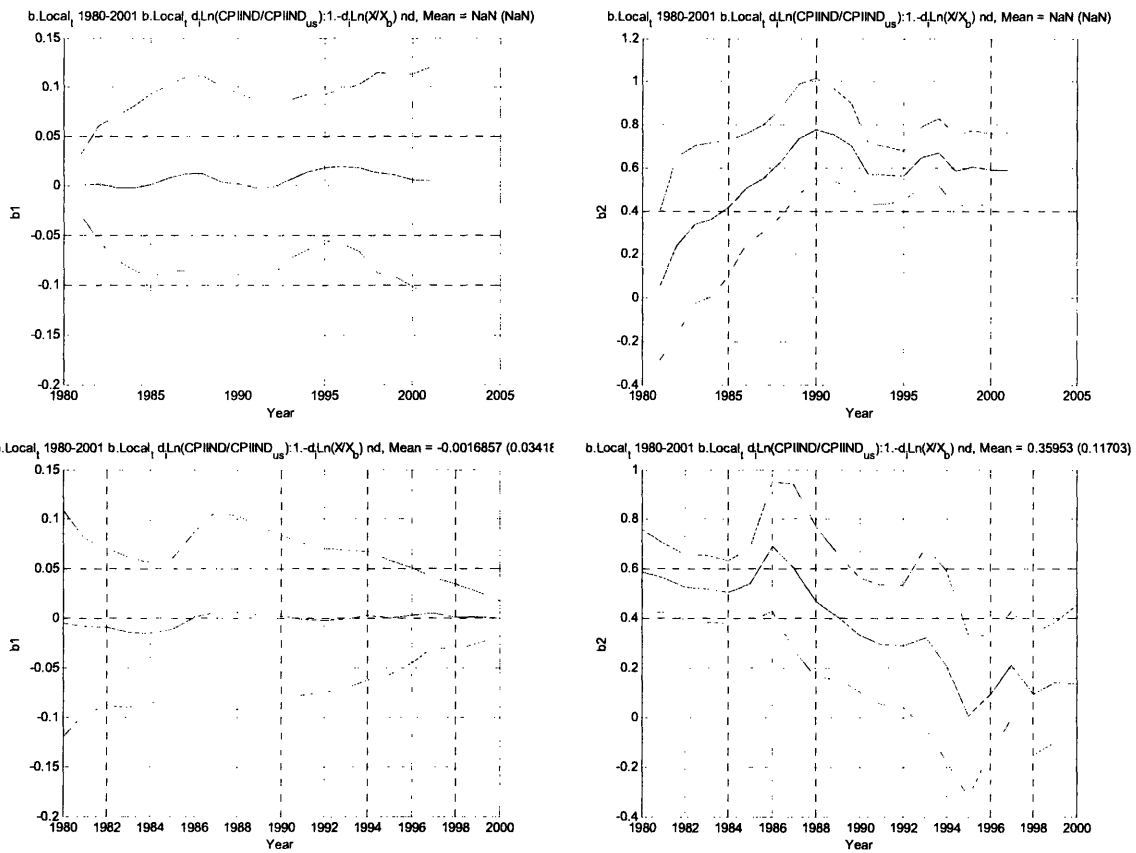 b.Local_t 1980-2001 b.Local_t d_iLn(CPIIND/CPIIND_us):1.-d_iLn(X/X_b) nd, Mean = NaN (NaN)
0.15
0.1
0.05
0
-0.05
-0.1
-0.15
-0.2
b1
1980 1985 1990 1995 2000 2005
Year
b.Local_t 1980-2001 b.Local_t d_iLn(CPIIND/CPIIND_us):1.-d_iLn(X/X_b) nd, Mean = NaN (NaN)
1.2
1
0.8
0.6
0.4
0.2
0
-0.2
-0.4
b2
1980 1985 1990 1995 2000 2005
Year
.Local_t 1980-2001 b.Local_t d_iLn(CPIIND/CPIIND_us):1.-d_iLn(X/X_b) nd, Mean = -0.0016857 (0.03418
0.15
0.1
0.05
0
-0.05
-0.1
-0.15
-0.2
b1
1980 1982 1984 1986 1988 1990 1992 1994 1996 1998 2000
Year
b.Local_t 1980-2001 b.Local_t d_iLn(CPIIND/CPIIND_us):1.-d_iLn(X/X_b) nd, Mean = 0.35953 (0.11703)
1
0.8
0.6
0.4
0.2
0
-0.2
-0.4
b2
1980 1982 1984 1986 1988 1990 1992 1994 1996 1998 2000
Year